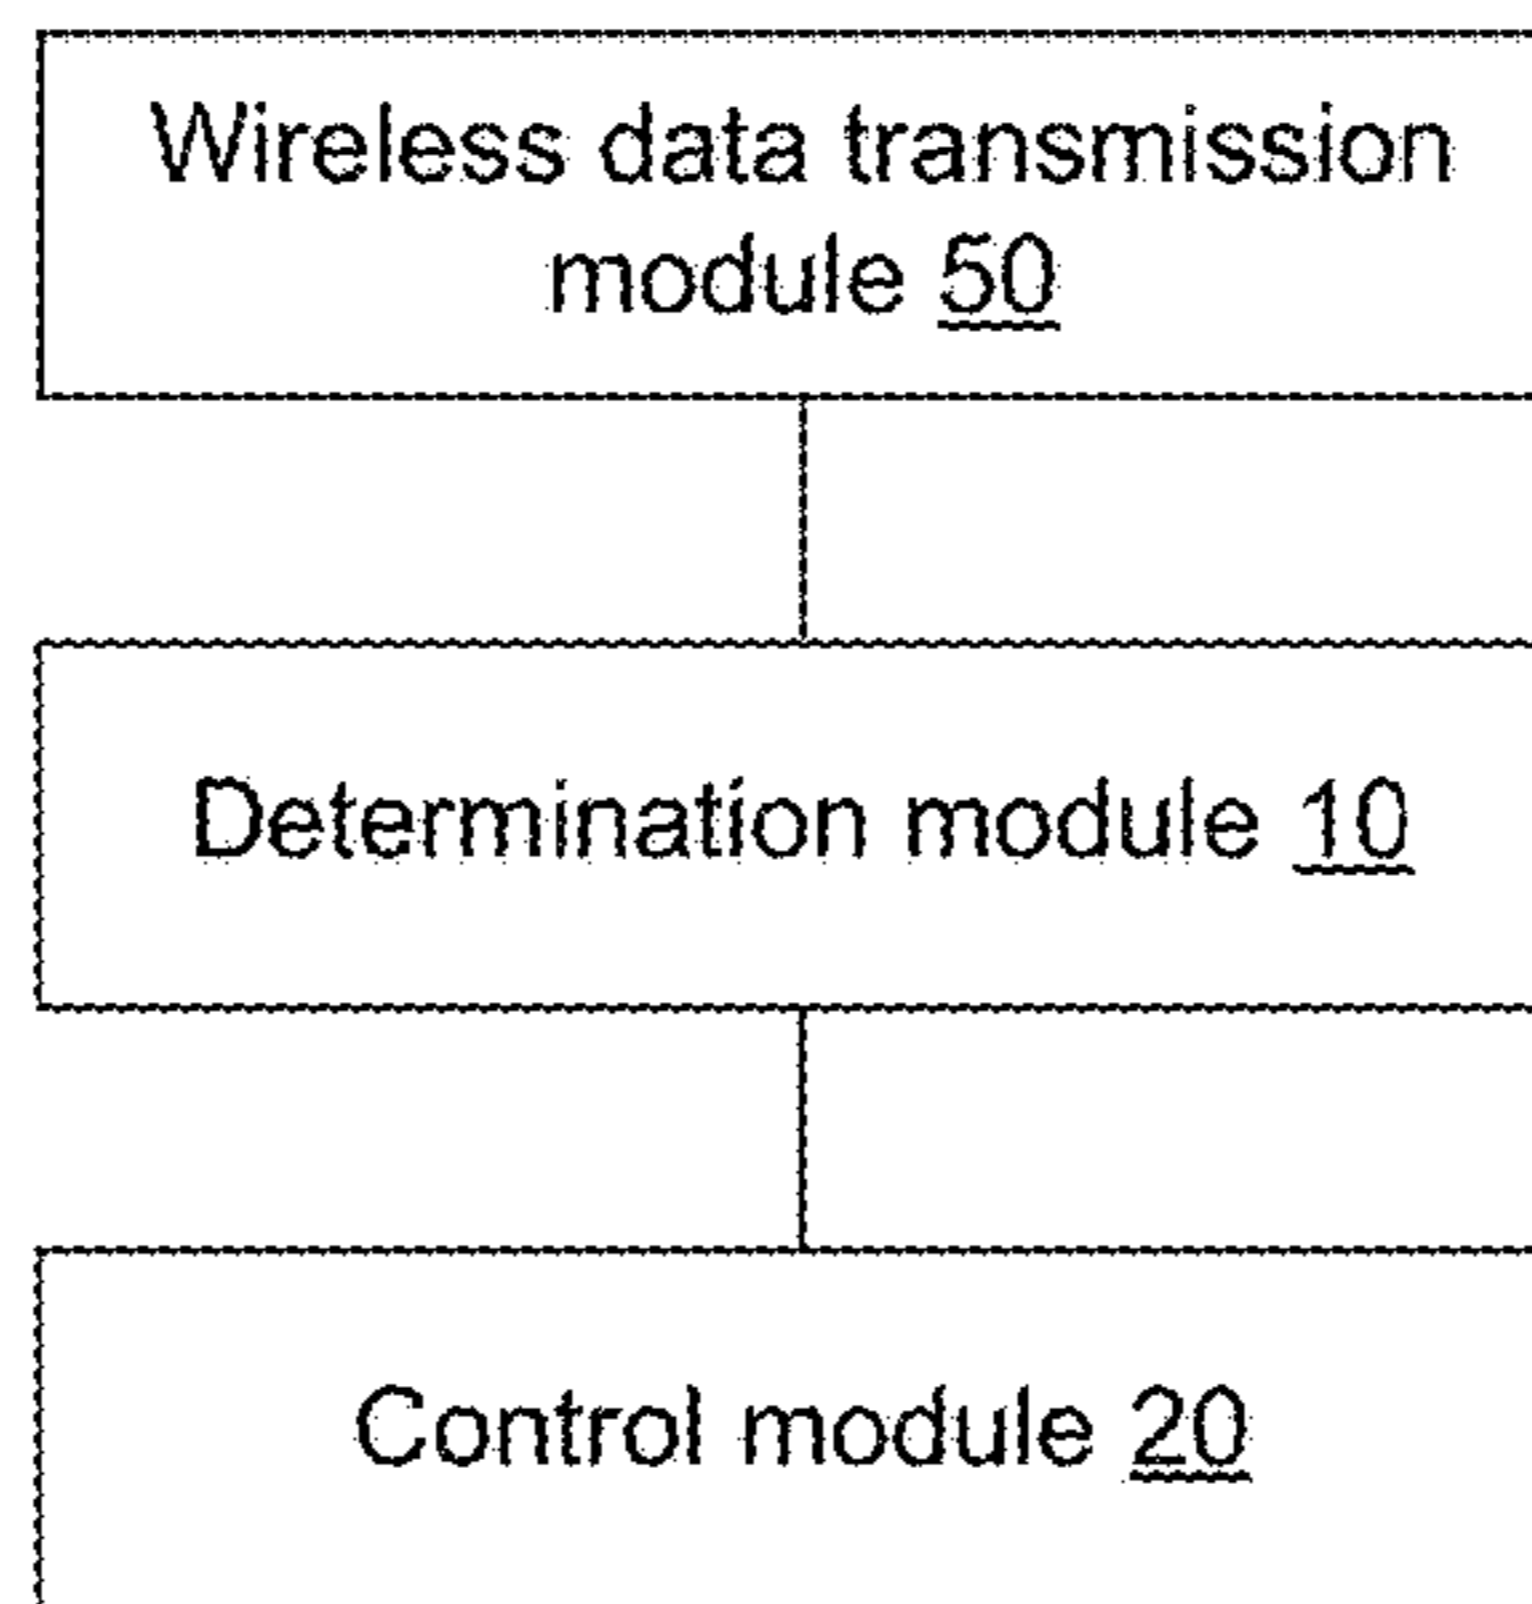 Wireless data transmission
module 50
Determination module 10
Control module 20